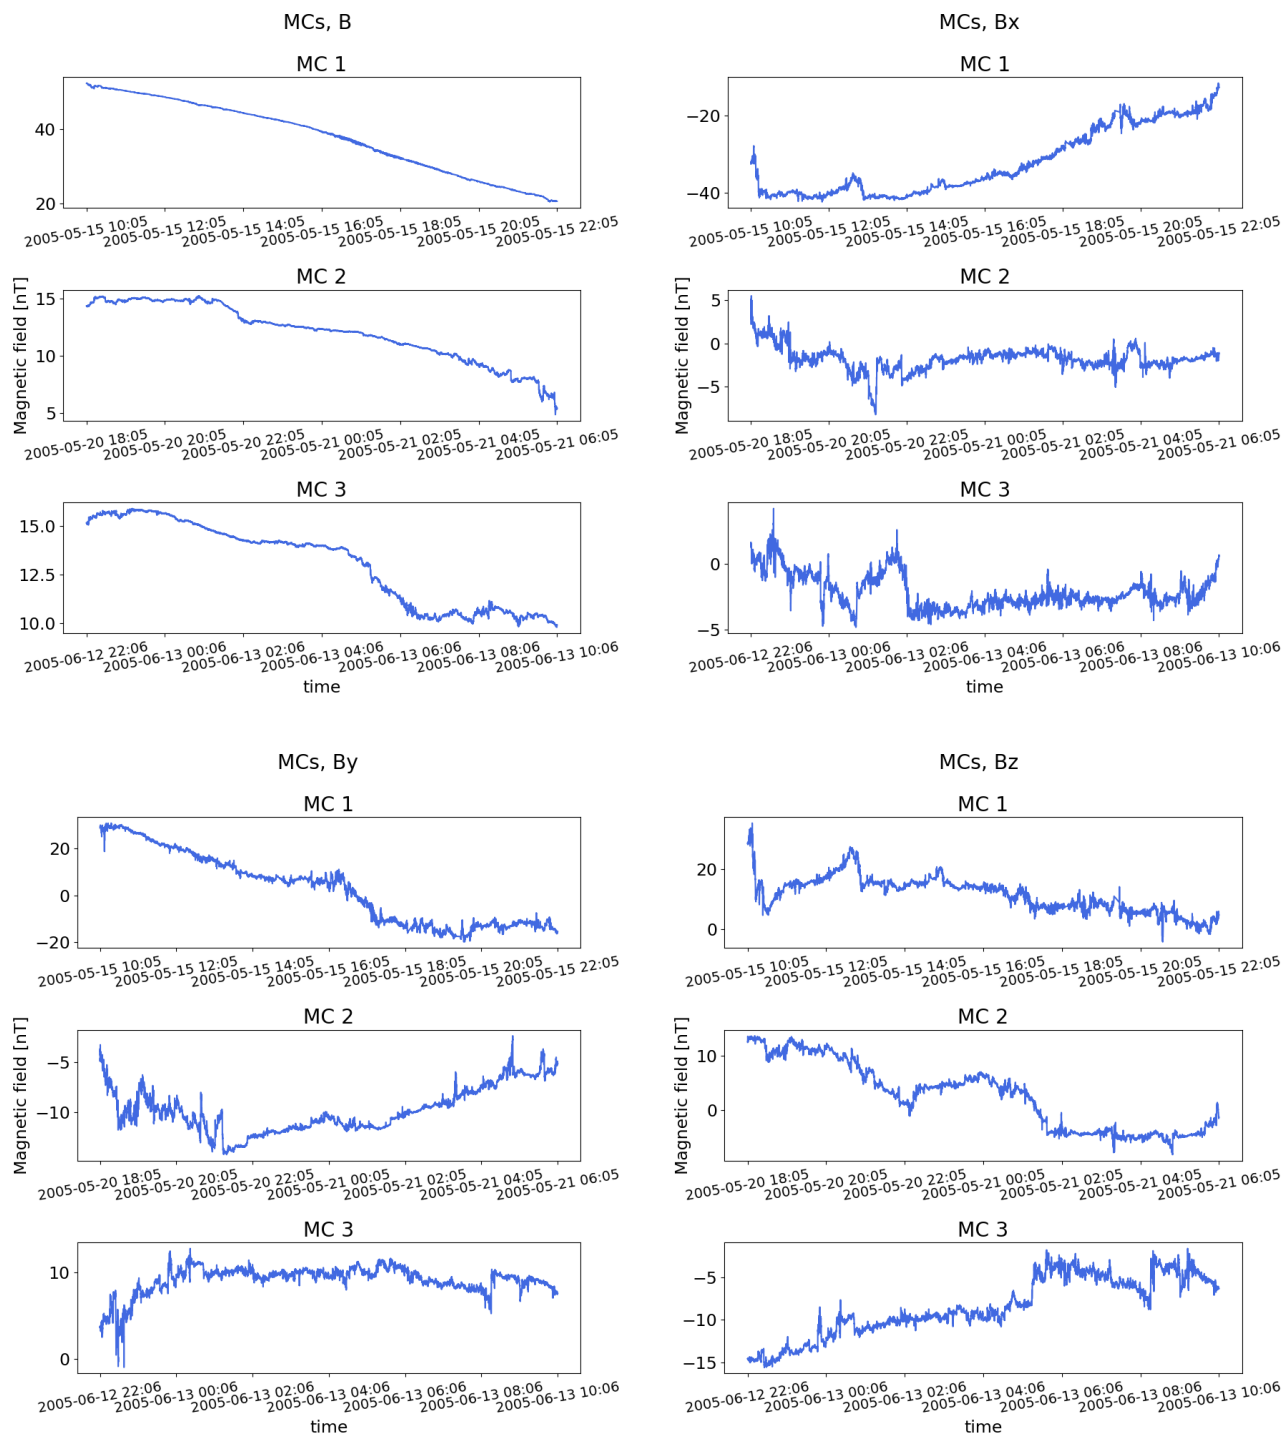 MCs, B
MC 1
40
20
2005-05-15 10:05 2005-05-15 12:05 2005-05-15 14:05 2005-05-15 16:05 2005-05-15 18:05 2005-05-15 20:05 2005-05-15 22:05
MC 2
Magnetic field [nT]
15
10
5
2005-05-20 18:05 2005-05-20 20:05 2005-05-20 22:05 2005-05-21 00:05 2005-05-21 02:05 2005-05-21 04:05 2005-05-21 06:05
MC 3
15.0
12.5
10.0
2005-06-12 22:06 2005-06-13 00:06 2005-06-13 02:06 2005-06-13 04:06 2005-06-13 06:06 2005-06-13 08:06 2005-06-13 10:06
time
MCs, Bx
MC 1
−20
−40
2005-05-15 10:05 2005-05-15 12:05 2005-05-15 14:05 2005-05-15 16:05 2005-05-15 18:05 2005-05-15 20:05 2005-05-15 22:05
MC 2
Magnetic field [nT]
5
0
−5
2005-05-20 18:05 2005-05-20 20:05 2005-05-20 22:05 2005-05-21 00:05 2005-05-21 02:05 2005-05-21 04:05 2005-05-21 06:05
MC 3
0
−5
2005-06-12 22:06 2005-06-13 00:06 2005-06-13 02:06 2005-06-13 04:06 2005-06-13 06:06 2005-06-13 08:06 2005-06-13 10:06
time
MCs, By
MC 1
20
0
−20
2005-05-15 10:05 2005-05-15 12:05 2005-05-15 14:05 2005-05-15 16:05 2005-05-15 18:05 2005-05-15 20:05 2005-05-15 22:05
MC 2
Magnetic field [nT]
−5
−10
2005-05-20 18:05 2005-05-20 20:05 2005-05-20 22:05 2005-05-21 00:05 2005-05-21 02:05 2005-05-21 04:05 2005-05-21 06:05
MC 3
10
0
2005-06-12 22:06 2005-06-13 00:06 2005-06-13 02:06 2005-06-13 04:06 2005-06-13 06:06 2005-06-13 08:06 2005-06-13 10:06
time
MCs, Bz
MC 1
20
0
2005-05-15 10:05 2005-05-15 12:05 2005-05-15 14:05 2005-05-15 16:05 2005-05-15 18:05 2005-05-15 20:05 2005-05-15 22:05
MC 2
Magnetic field [nT]
10
0
2005-05-20 18:05 2005-05-20 20:05 2005-05-20 22:05 2005-05-21 00:05 2005-05-21 02:05 2005-05-21 04:05 2005-05-21 06:05
MC 3
−5
−10
−15
2005-06-12 22:06 2005-06-13 00:06 2005-06-13 02:06 2005-06-13 04:06 2005-06-13 06:06 2005-06-13 08:06 2005-06-13 10:06
time